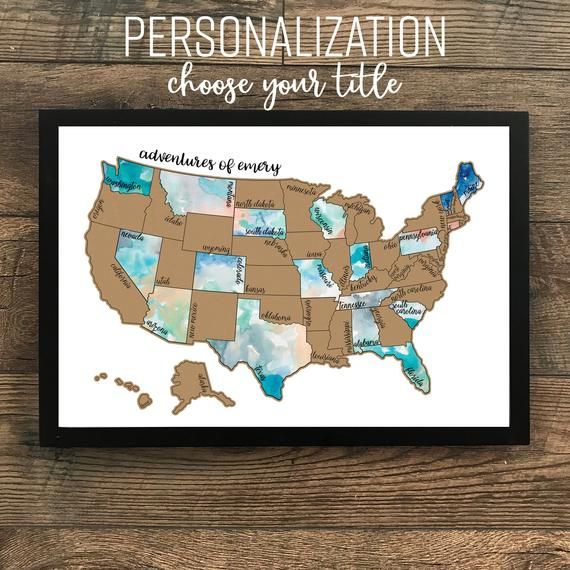 PERSONALIZATION
choose your title
adventures of emery
washington
montana
north dakota
minnesota
oregon
idaho
south dakota
wisconsin
michigan
maine
wyoming
nebraska
iowa
pennsylvania
nevada
utah
colorado
kansas
missouri
illinois
indiana
ohio
kentucky
virginia
california
arizona
new mexico
oklahoma
arkansas
tennessee
north carolina
south carolina
georgia
mississippi
alabama
texas
louisiana
florida
alaska